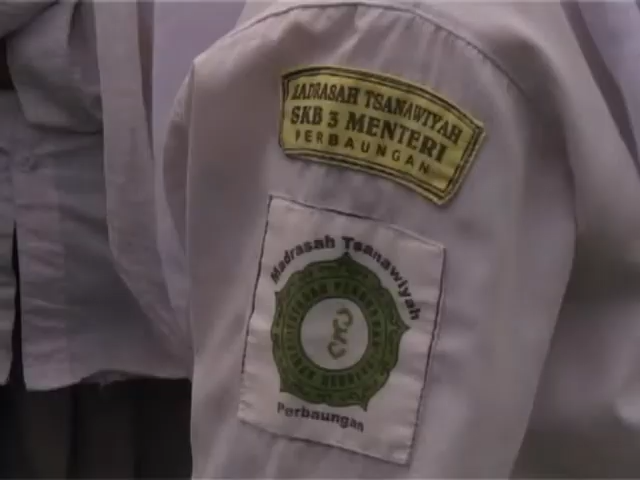 MADRASAH TSANAWIYAH
SKB 3 MENTERI
PERBAUNGAN
Madrasah Tsanawiyah
Perbaungan